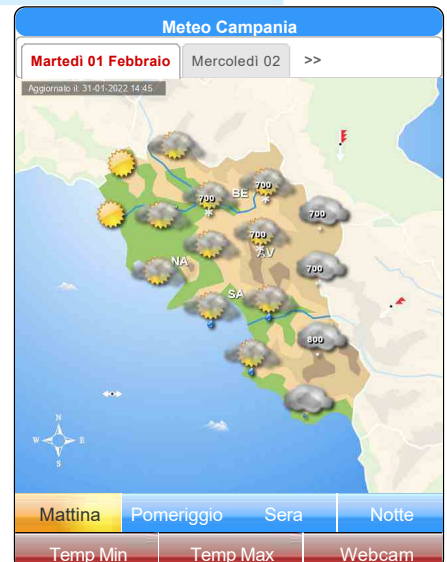 Meteo Campania
Martedì 01 Febbraio Mercoledì 02 >>
Aggiornato il: 31-01-2022 14:45
700 BE 700
700
700 AV
NA 700
SA
800
N
W E
S
Mattina Pomeriggio Sera Notte
Temp Min Temp Max Webcam